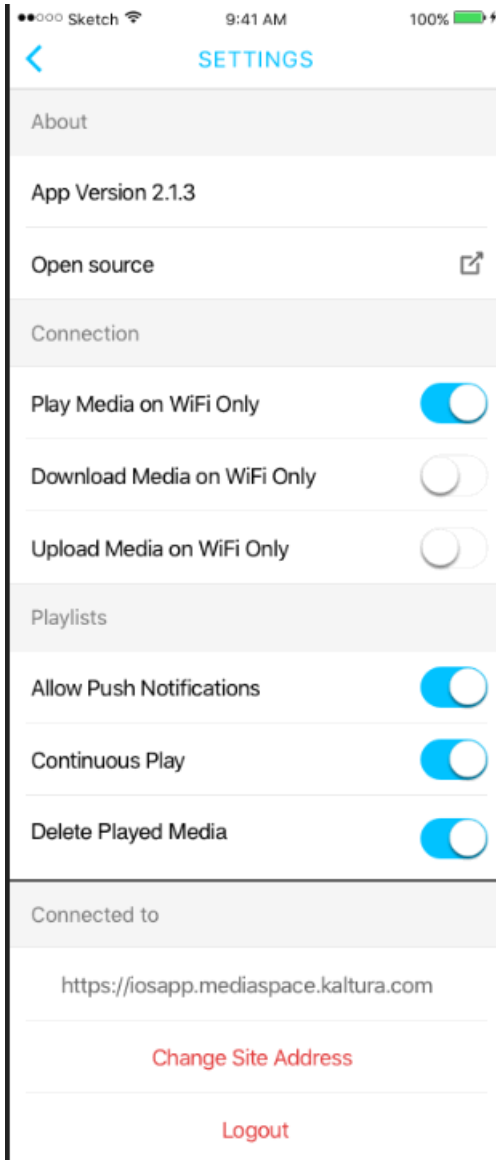 Sketch 9:41 AM 100%
SETTINGS
About
App Version 2.1.3
Open source
Connection
Play Media on WiFi Only
Download Media on WiFi Only
Upload Media on WiFi Only
Playlists
Allow Push Notifications
Continuous Play
Delete Played Media
Connected to
https://iosapp.mediaspace.kaltura.com
Change Site Address
Logout